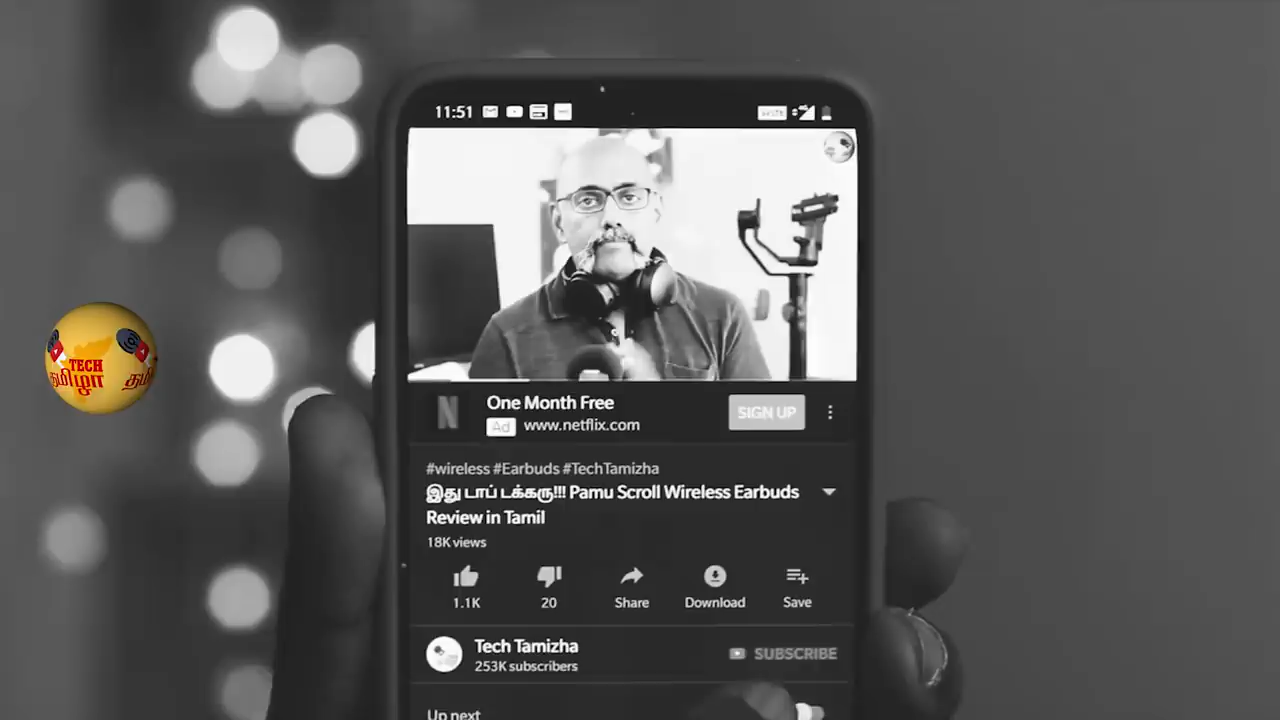 11:51
One Month Free
Ad www.netflix.com
SIGN UP
#wireless #Earbuds #TechTamizha
இது டாப் டக்கரு!!! Pamu Scroll Wireless Earbuds
Review in Tamil
18K views
1.1K
20
Share
Download
Save
Tech Tamizha
253K subscribers
SUBSCRIBE
Up next
TECH
தமிழா